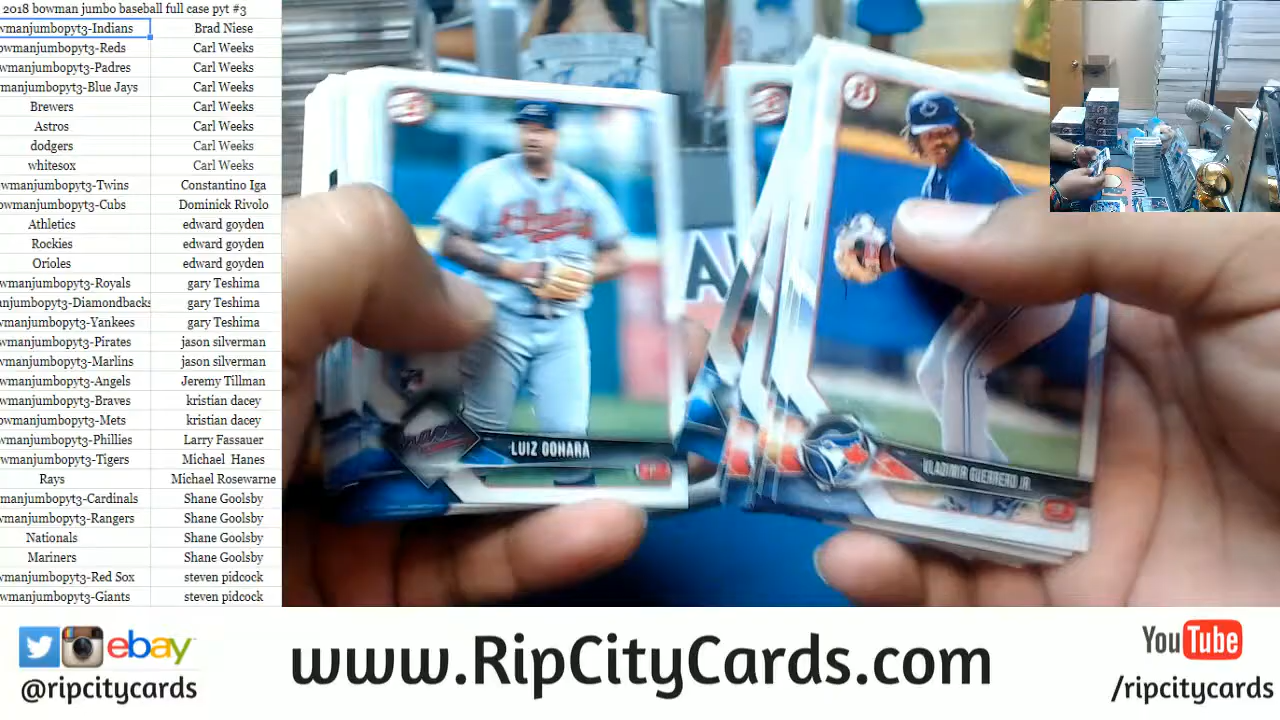 2018 bowman jumbo baseball full case pyt #3
wmanjumbopyt3-Indians Brad Niese
owmanjumbopyt3-Reds Carl Weeks
owmanjumbopyt3-Padres Carl Weeks
manjumbopyt3-Blue Jays Carl Weeks
Brewers Carl Weeks
Astros Carl Weeks
dodgers Carl Weeks
whitesox Carl Weeks
wmanjumbopyt3-Twins Constantino Iga
owmanjumbopyt3-Cubs Dominick Rivolo
Athletics edward goyden
Rockies edward goyden
Orioles edward goyden
wmanjumbopyt3-Royals gary Teshima
anjumbopyt3-Diamondbacks gary Teshima
wmanjumbopyt3-Yankees gary Teshima
wmanjumbopyt3-Pirates jason silverman
wmanjumbopyt3-Marlins jason silverman
wmanjumbopyt3-Angels Jeremy Tillman
wmanjumbopyt3-Braves kristian dacey
owmanjumbopyt3-Mets kristian dacey
wmanjumbopyt3-Phillies Larry Fassauer
wmanjumbopyt3-Tigers Michael Hanes
Rays Michael Rosewarne
manjumbopyt3-Cardinals Shane Goolsby
wmanjumbopyt3-Rangers Shane Goolsby
Nationals Shane Goolsby
Mariners Shane Goolsby
wmanjumbopyt3-Red Sox steven pidcock
wmanjumbopyt3-Giants steven pidcock
LUIZ GOHARA
VLADIMIR GUERRERO JR.
ebay
@ripcitycards
www.RipCityCards.com
YouTube
/ripcitycards